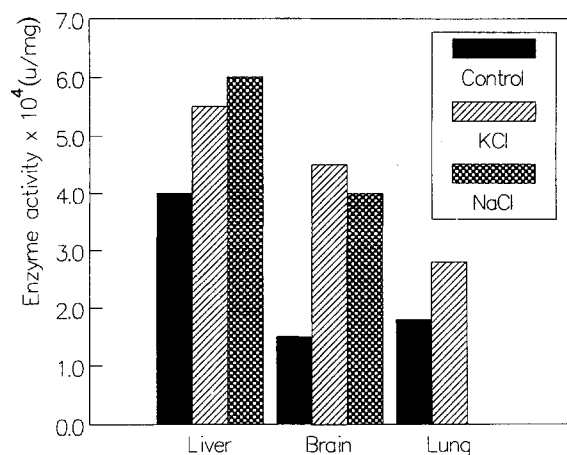 Enzyme activity x 10⁴ (u/mg)
7.0
6.0
5.0
4.0
3.0
2.0
1.0
0.0
Control
KCl
NaCl
Liver Brain Lung